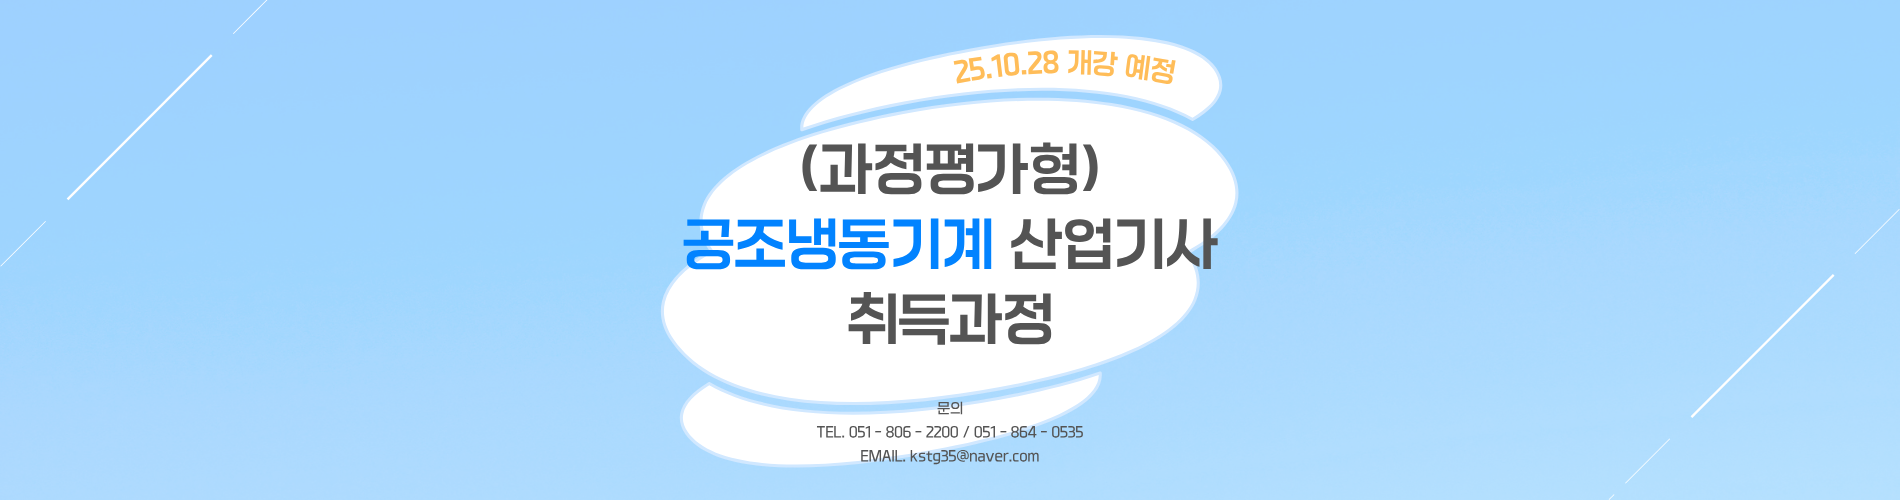 25.10.28 개강 예정
(과정평가형)
공조냉동기계 산업기사
취득과정
문의
TEL. 051 - 806 - 2200 / 051 - 864 - 0535
EMAIL. kstg35@naver.com